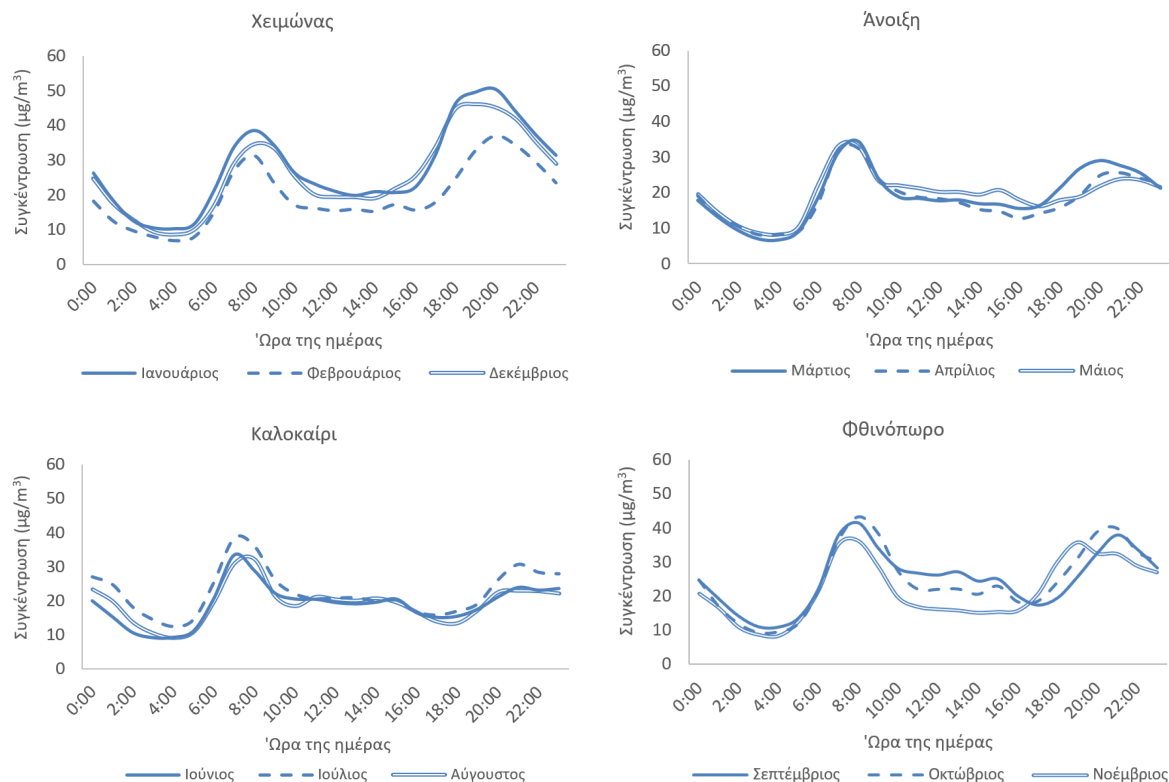 Χειμώνας
Συγκέντρωση (μg/m³)
60
50
40
30
20
10
0
0:00 2:00 4:00 6:00 8:00 10:00 12:00 14:00 16:00 18:00 20:00 22:00
'Ωρα της ημέρας
Ιανουάριος Φεβρουάριος Δεκέμβριος
Άνοιξη
Συγκέντρωση (μg/m³)
60
50
40
30
20
10
0
0:00 2:00 4:00 6:00 8:00 10:00 12:00 14:00 16:00 18:00 20:00 22:00
'Ωρα της ημέρας
Μάρτιος Απρίλιος Μάιος
Καλοκαίρι
Συγκέντρωση (μg/m³)
60
50
40
30
20
10
0
0:00 2:00 4:00 6:00 8:00 10:00 12:00 14:00 16:00 18:00 20:00 22:00
'Ωρα της ημέρας
Ιούνιος Ιούλιος Αύγουστος
Φθινόπωρο
Συγκέντρωση (μg/m³)
60
50
40
30
20
10
0
0:00 2:00 4:00 6:00 8:00 10:00 12:00 14:00 16:00 18:00 20:00 22:00
'Ωρα της ημέρας
Σεπτέμβριος Οκτώβριος Νοέμβριος